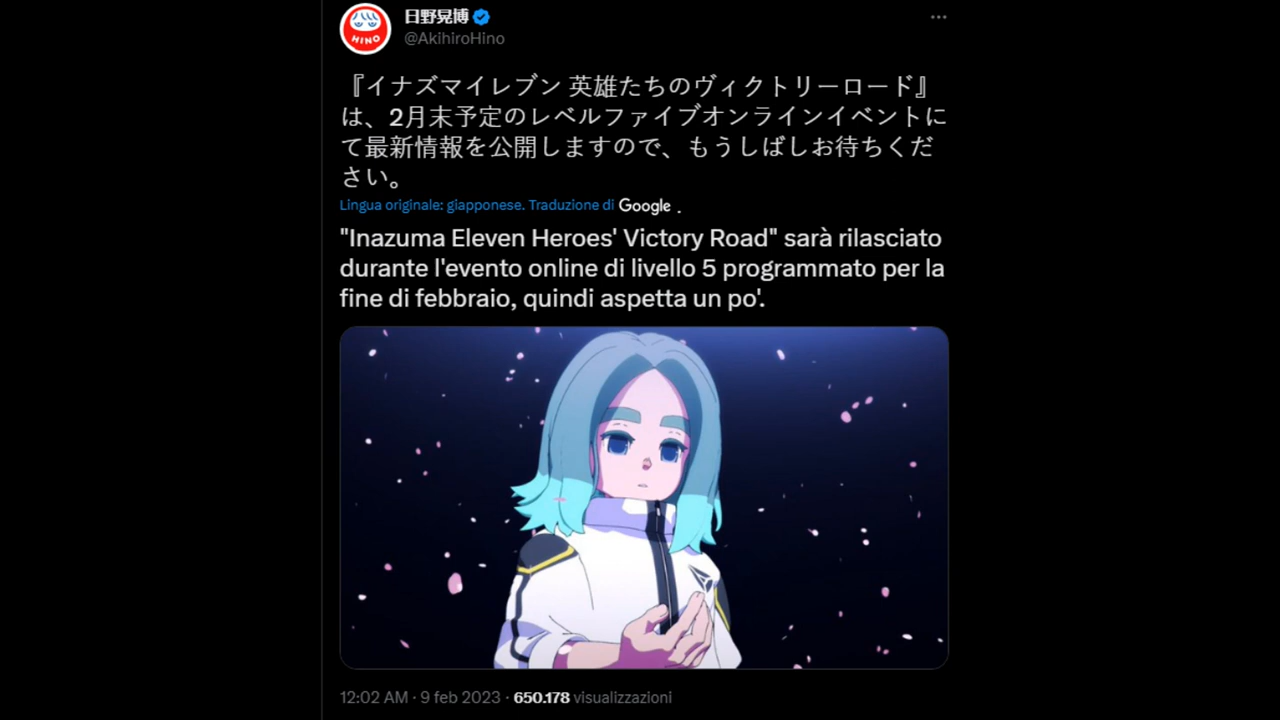 日野晃博
@AkihiroHino
HINO
『イナズマイレブン 英雄たちのヴィクトリーロード』
は、2月末予定のレベルファイブオンラインイベントに
て最新情報を公開しますので、もうしばしお待ちくだ
さい。
Lingua originale: giapponese. Traduzione di Google .
"Inazuma Eleven Heroes' Victory Road" sarà rilasciato
durante l'evento online di livello 5 programmato per la
fine di febbraio, quindi aspetta un po'.
12:02 AM · 9 feb 2023 · 650.178 visualizzazioni